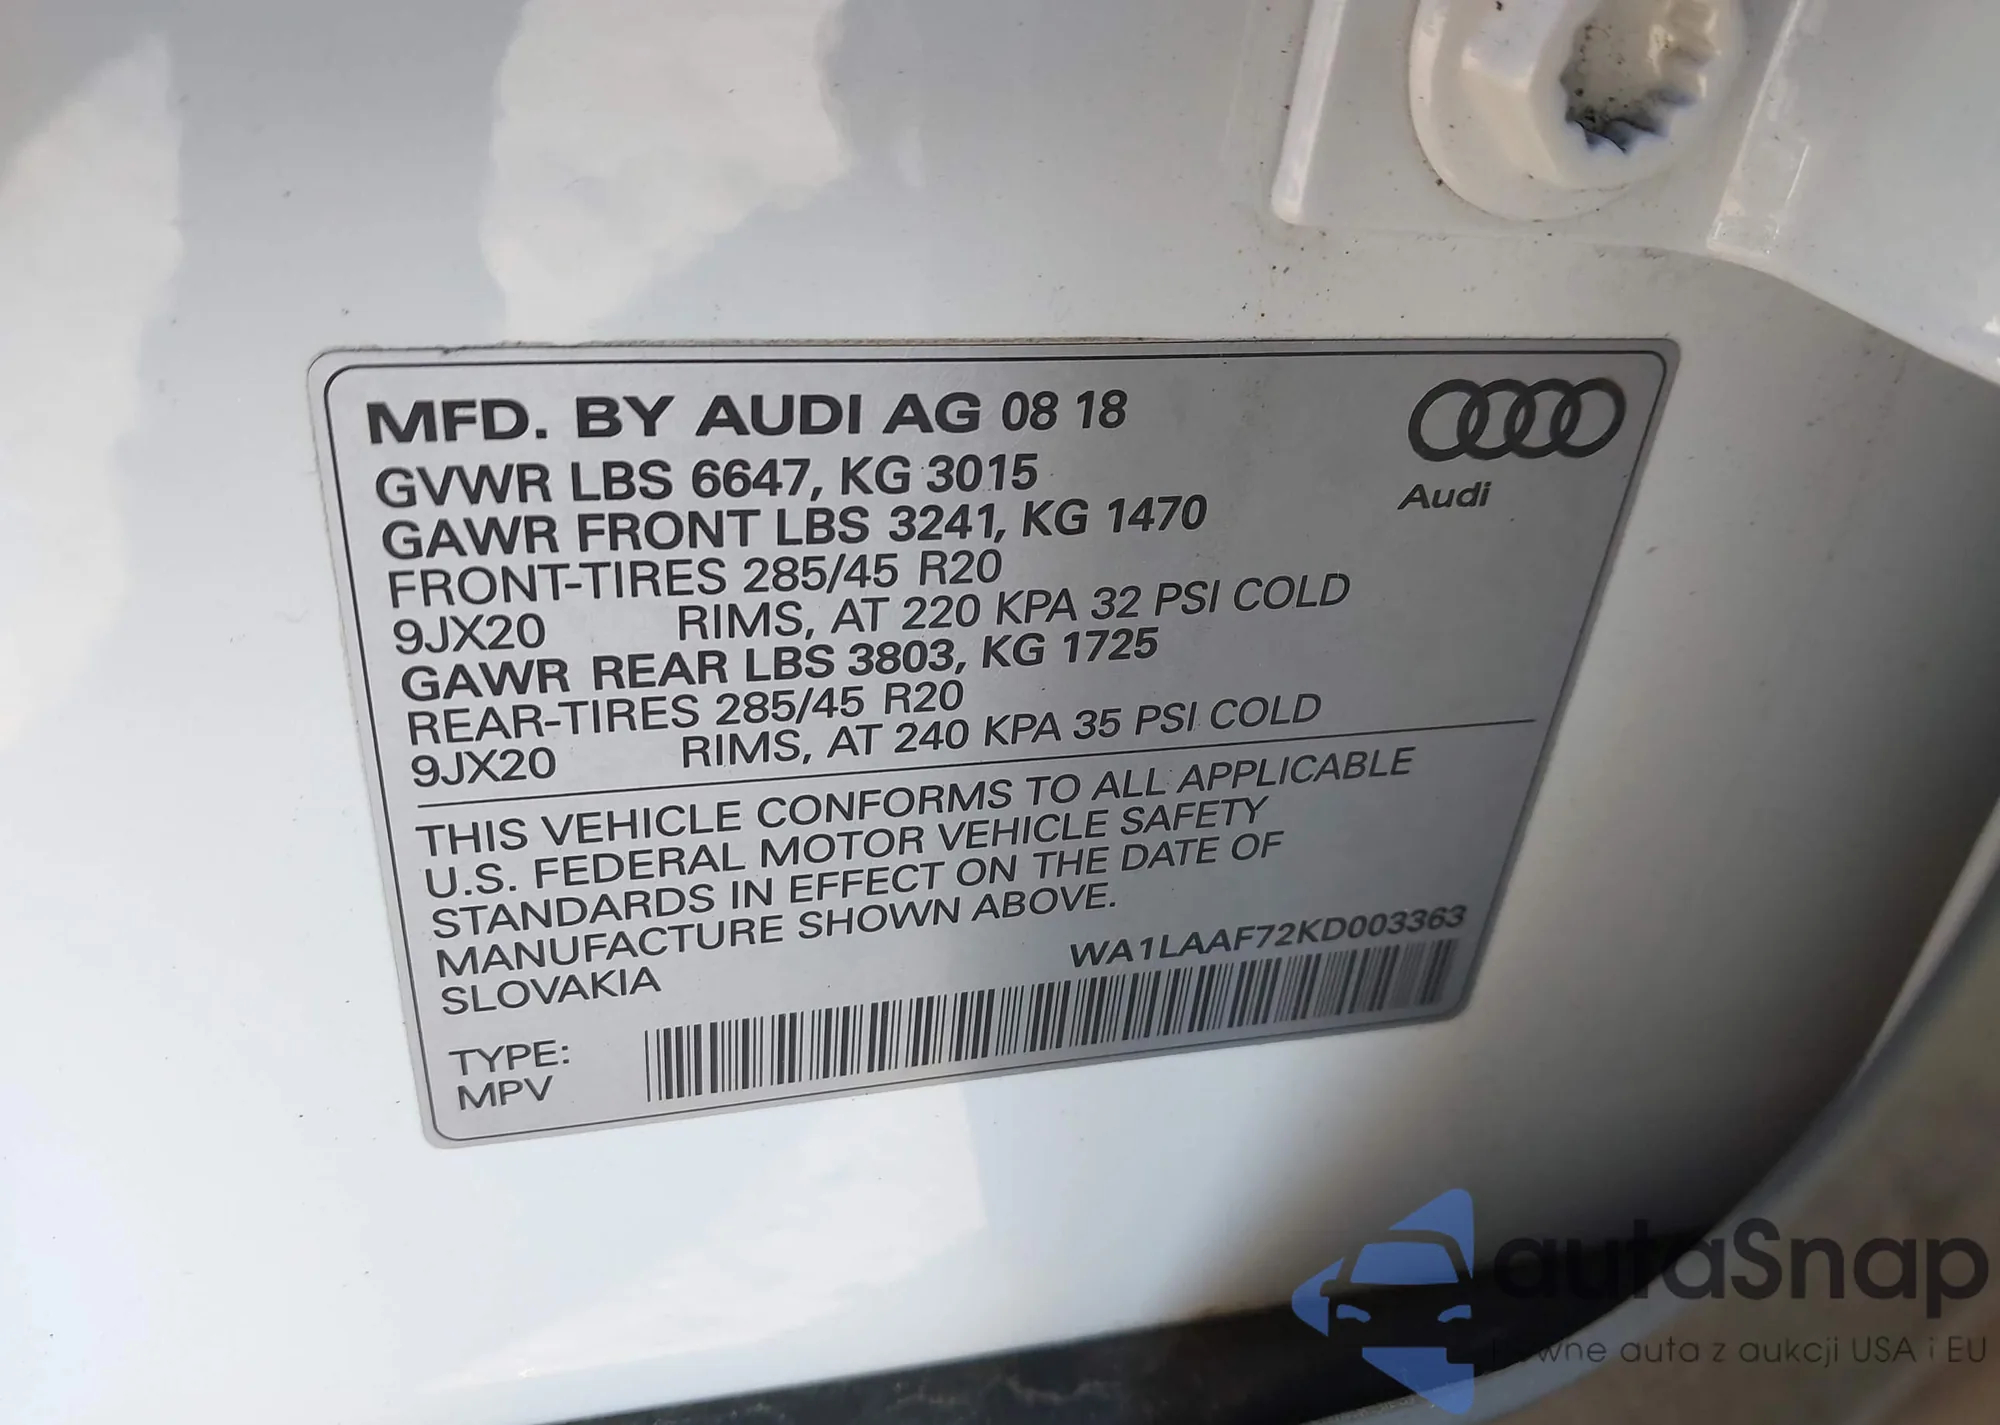 MFD. BY AUDI AG 08 18
GVWR LBS 6647, KG 3015
GAWR FRONT LBS 3241, KG 1470
FRONT-TIRES 285/45 R20
9JX20 RIMS, AT 220 KPA 32 PSI COLD
GAWR REAR LBS 3803, KG 1725
REAR-TIRES 285/45 R20
9JX20 RIMS, AT 240 KPA 35 PSI COLD
Audi
THIS VEHICLE CONFORMS TO ALL APPLICABLE
U.S. FEDERAL MOTOR VEHICLE SAFETY
STANDARDS IN EFFECT ON THE DATE OF
MANUFACTURE SHOWN ABOVE.
SLOVAKIA
WA1LAAF72KD003363
TYPE:
MPV
autaSnap
auta z aukcji USA i EU